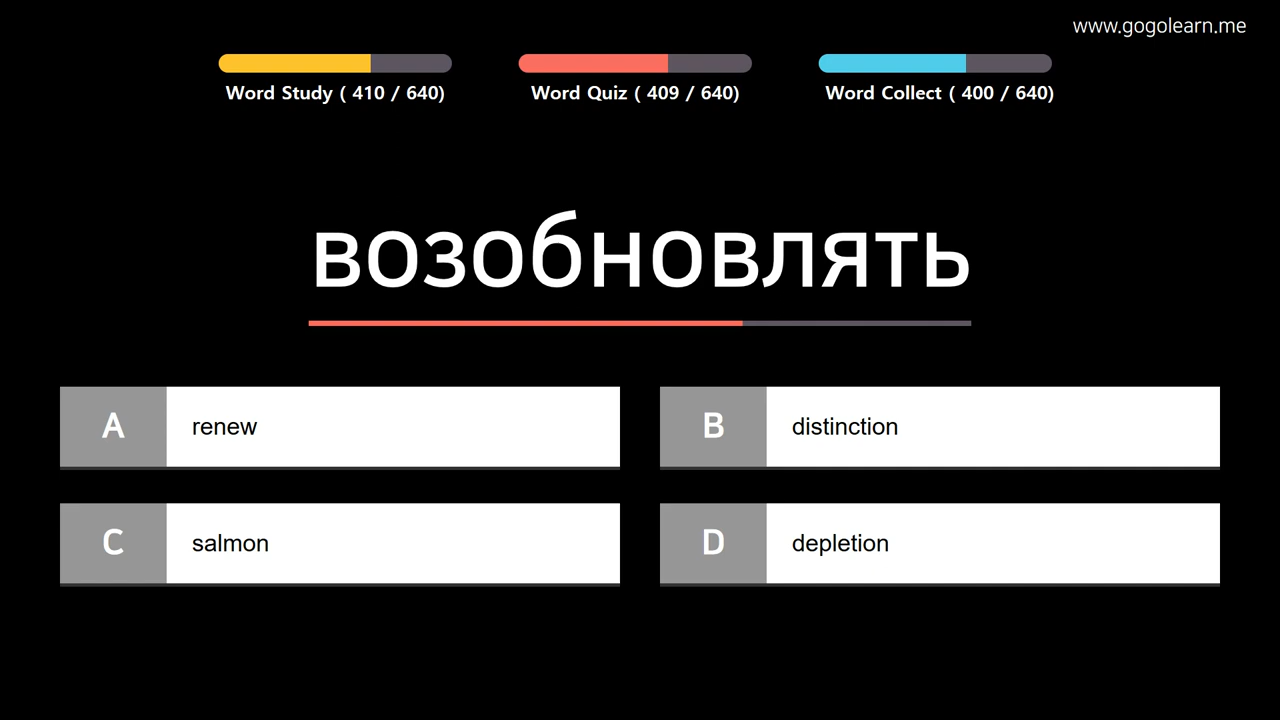 www.gogolearn.me
Word Study ( 410 / 640)
Word Quiz ( 409 / 640)
Word Collect ( 400 / 640)
возобновлять
A renew
B distinction
C salmon
D depletion